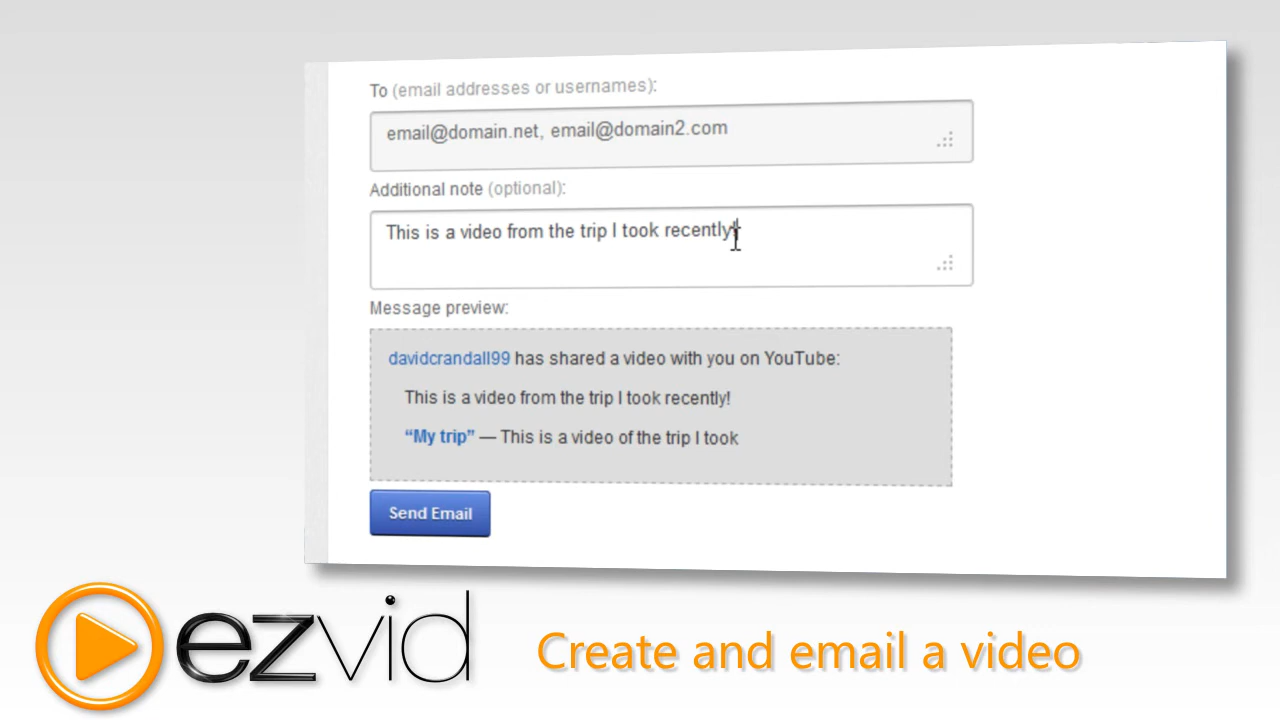 To (email addresses or usernames):
email@domain.net, email@domain2.com
Additional note (optional):
This is a video from the trip I took recently!
Message preview:
davidcrandall99 has shared a video with you on YouTube:
This is a video from the trip I took recently!
“My trip” — This is a video of the trip I took
Send Email
ezvid
Create and email a video